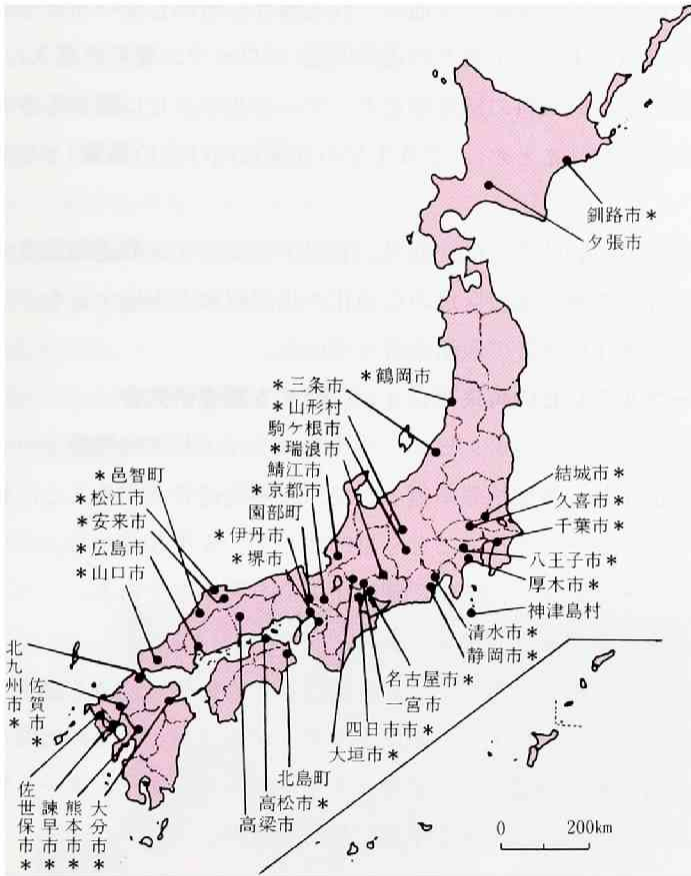 釧路市*
夕張市
*鶴岡市
*三条市
*山形村
駒ケ根市
*瑞浪市
鯖江市
*京都市
園部町
*伊丹市
*堺市
*邑智町
*松江市
*安来市
*広島市
*山口市
結城市*
久喜市*
千葉市*
八王子市*
厚木市*
神津島村
清水市*
静岡市*
名古屋市*
一宮市
四日市市*
大垣市*
北島町
高松市*
高梁市
北九州市*
佐賀市*
佐世保市*
諫早市*
熊本市*
大分市*
0 200km